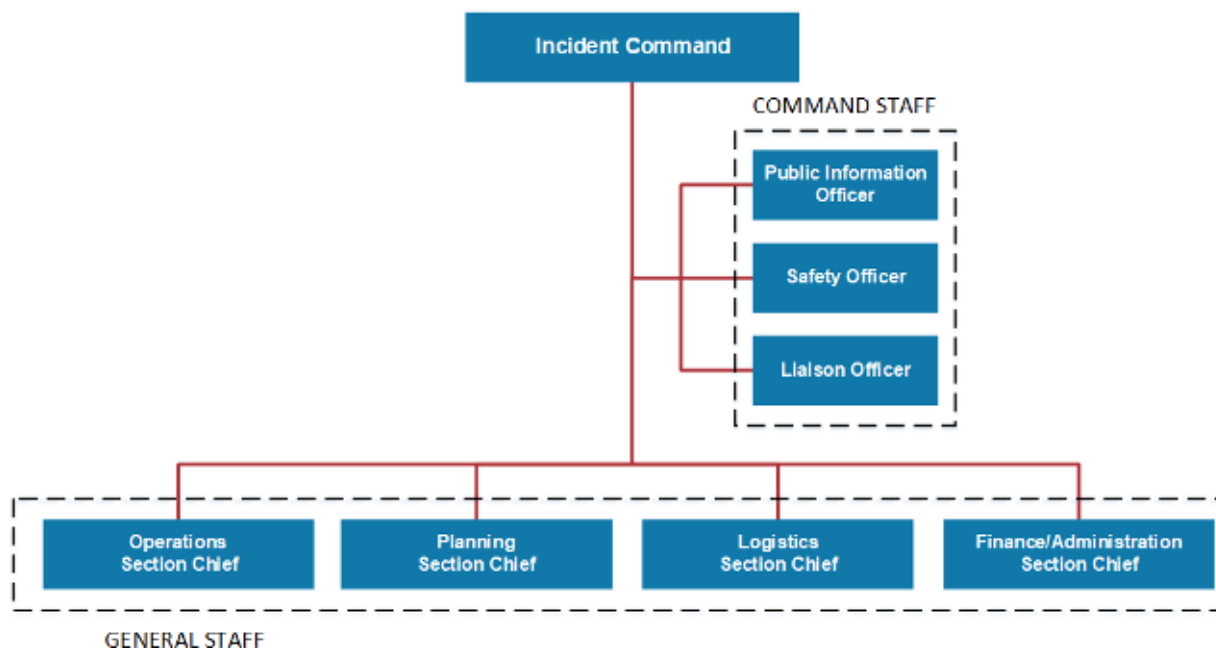 Incident Command
COMMAND STAFF
Public Information
Officer
Safety Officer
Liaison Officer
Operations
Section Chief
Planning
Section Chief
Logistics
Section Chief
Finance/Administration
Section Chief
GENERAL STAFF